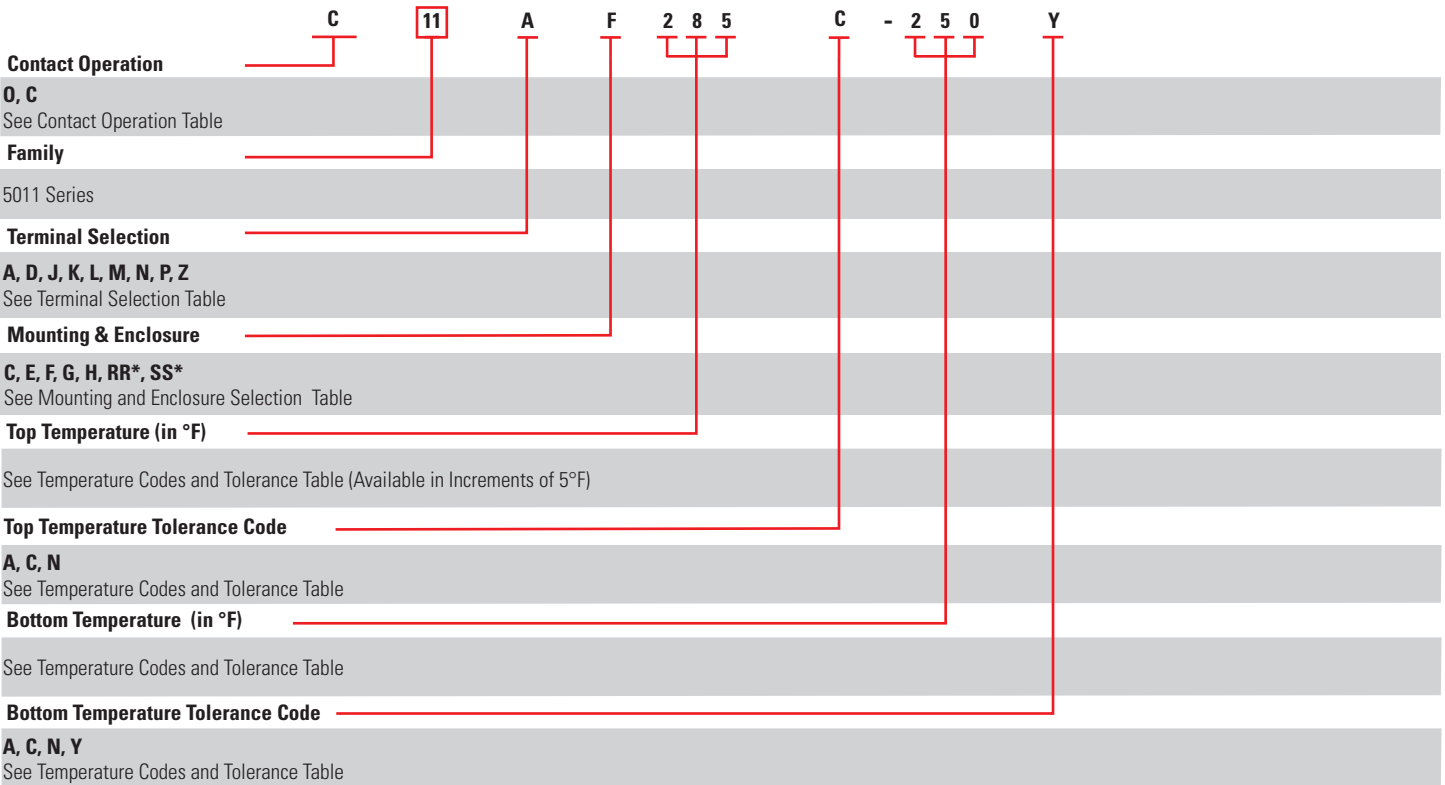 C 11 A F 2 8 5 C - 2 5 0 Y
Contact Operation
O, C
See Contact Operation Table
Family
5011 Series
Terminal Selection
A, D, J, K, L, M, N, P, Z
See Terminal Selection Table
Mounting & Enclosure
C, E, F, G, H, RR*, SS*
See Mounting and Enclosure Selection Table
Top Temperature (in °F)
See Temperature Codes and Tolerance Table (Available in Increments of 5°F)
Top Temperature Tolerance Code
A, C, N
See Temperature Codes and Tolerance Table
Bottom Temperature (in °F)
See Temperature Codes and Tolerance Table
Bottom Temperature Tolerance Code
A, C, N, Y
See Temperature Codes and Tolerance Table